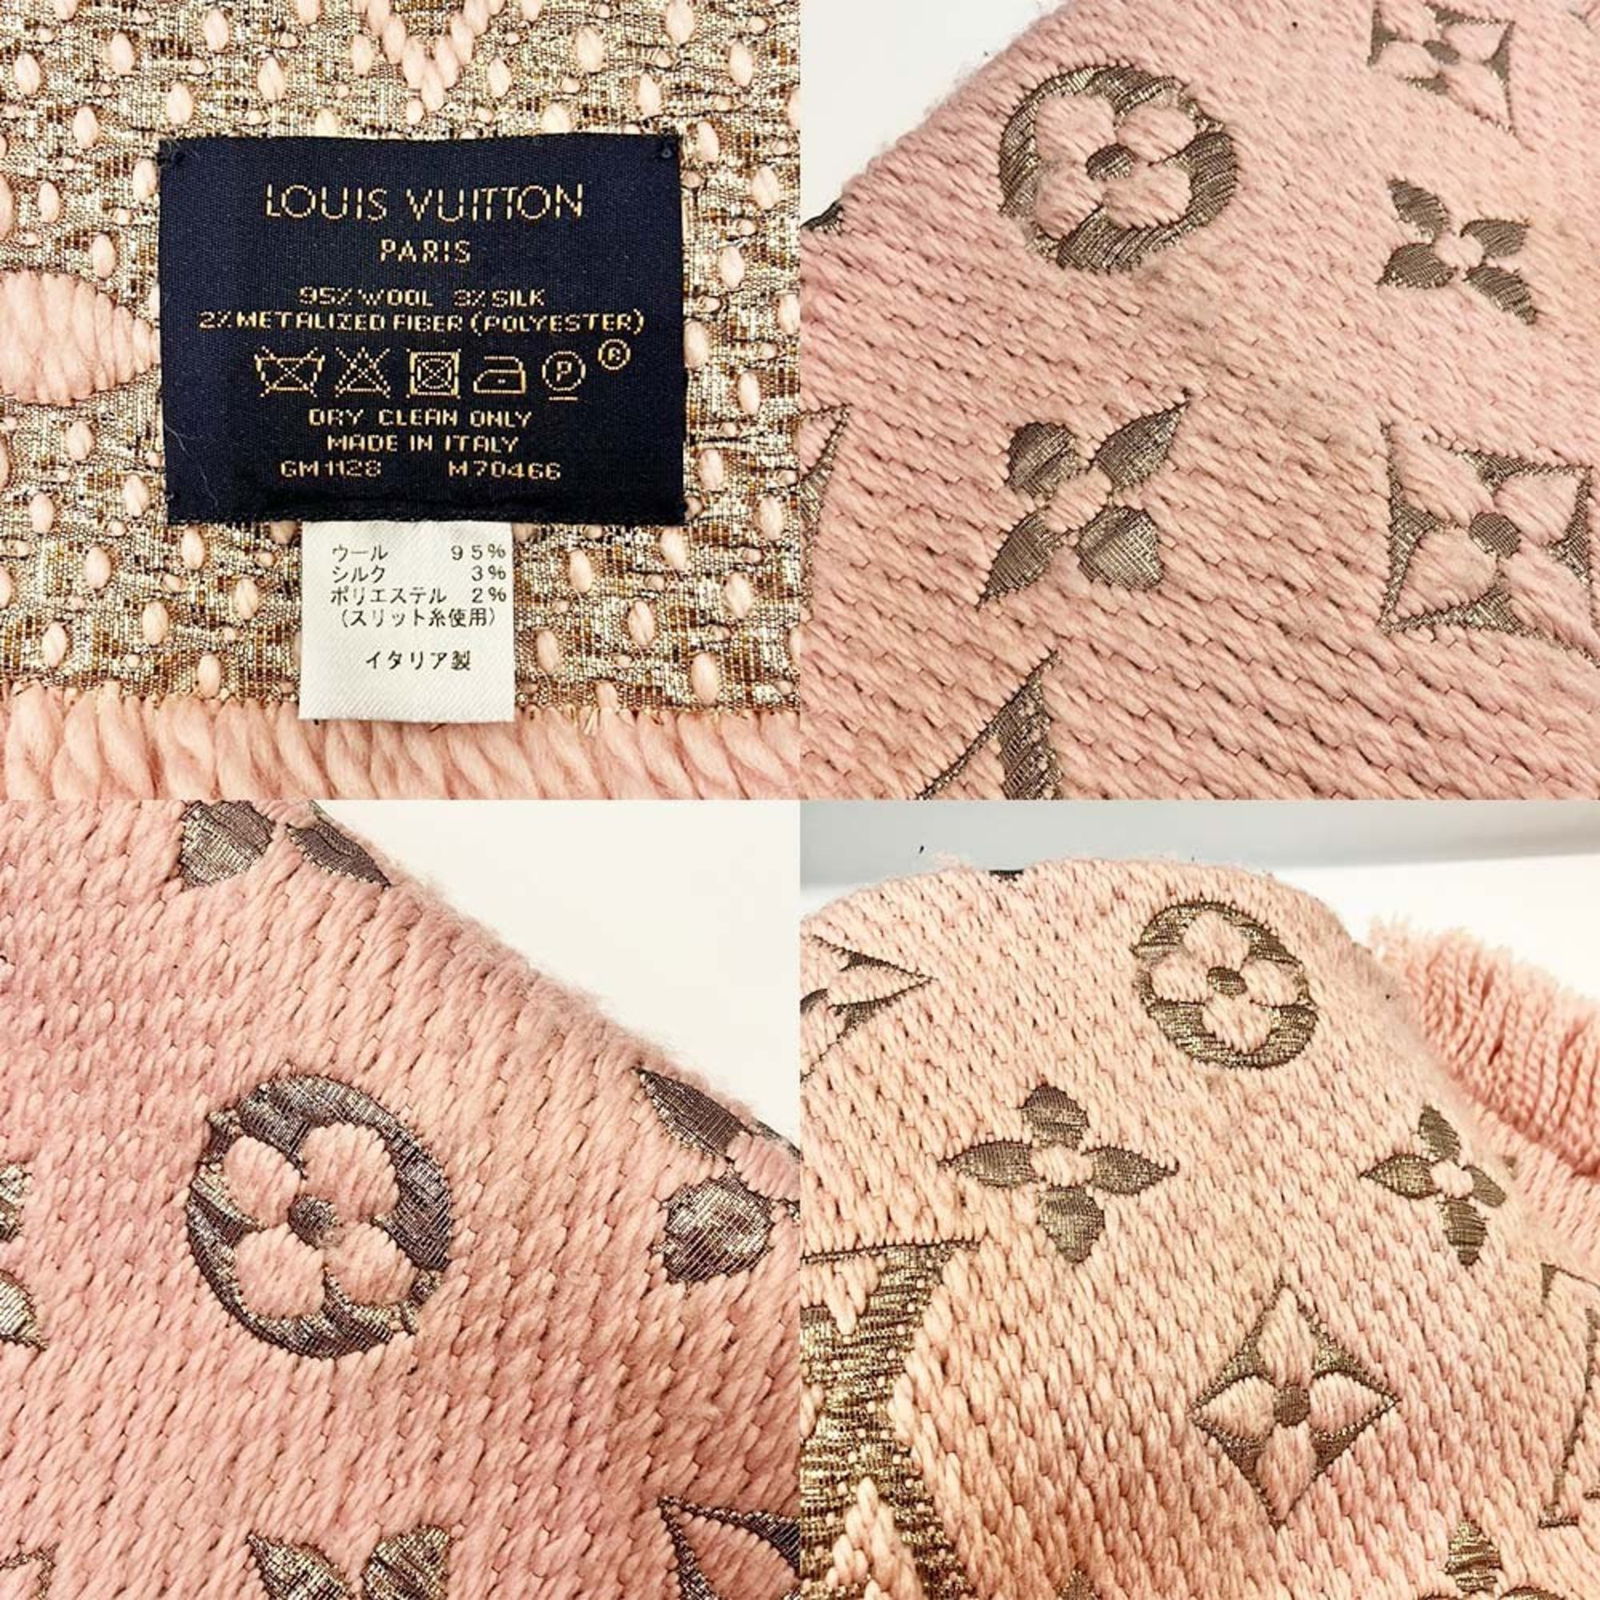 LOUIS VUITTON
PARIS
95% WOOL 3% SILK
2% METALIZED FIBER (POLYESTER)
P ®
DRY CLEAN ONLY
MADE IN ITALY
GM1128 M70466
ウール 95%
シルク 3%
ポリエステル 2%
(スリット糸使用)
イタリア製